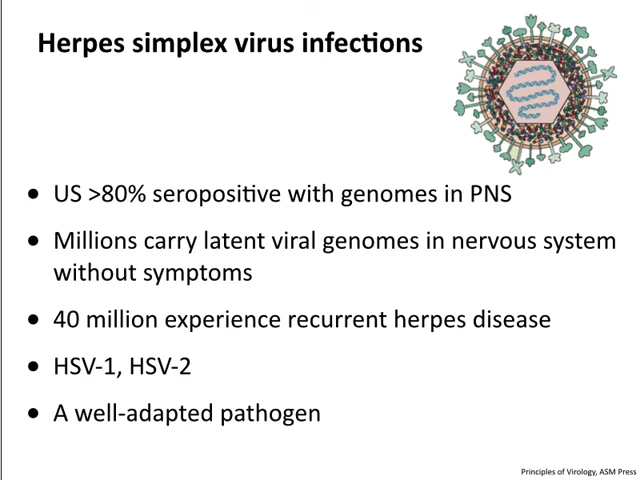 Herpes simplex virus infections
● US >80% seropositive with genomes in PNS
● Millions carry latent viral genomes in nervous system
without symptoms
● 40 million experience recurrent herpes disease
● HSV-1, HSV-2
● A well-adapted pathogen
Principles of Virology, ASM Press